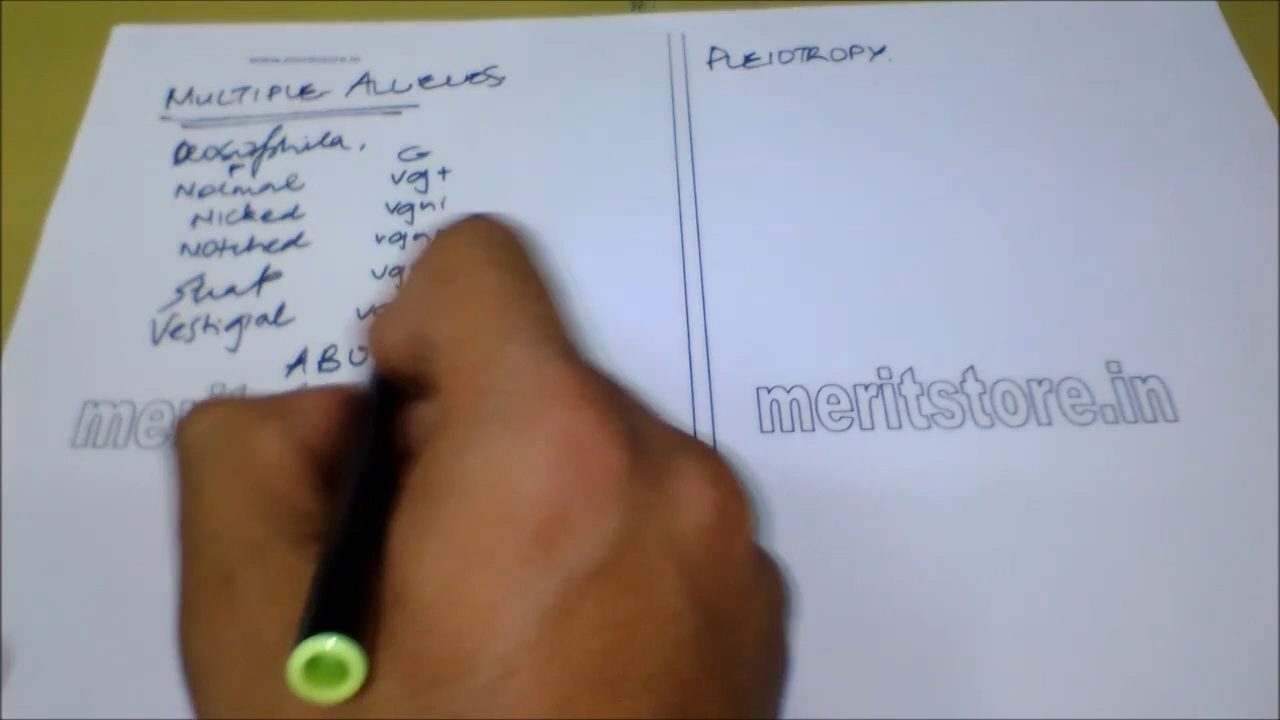 MULTIPLE ALLELES
Drosophila,
G
Normal vg+
Nicked vgni
Notched
Strap
Vestigial
ABO
meritstore.in
PLEIOTROPY.